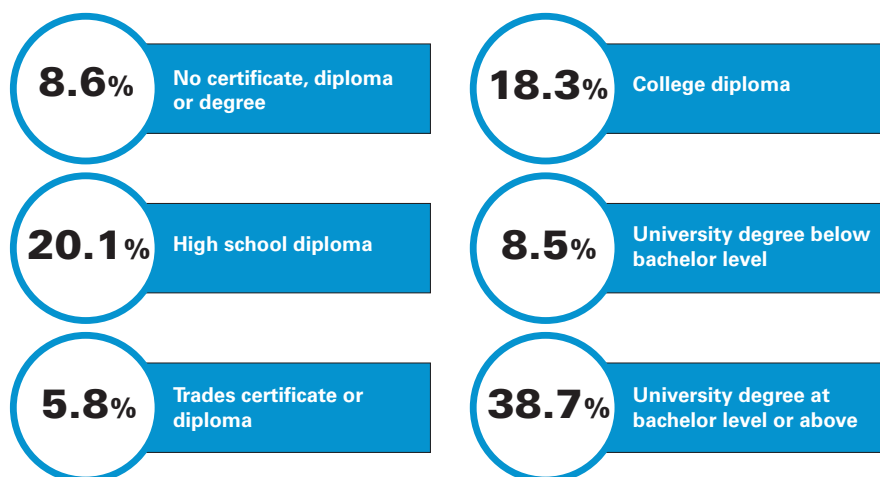 8.6%
No certificate, diploma
or degree
20.1%
High school diploma
5.8%
Trades certificate or
diploma
18.3%
College diploma
8.5%
University degree below
bachelor level
38.7%
University degree at
bachelor level or above